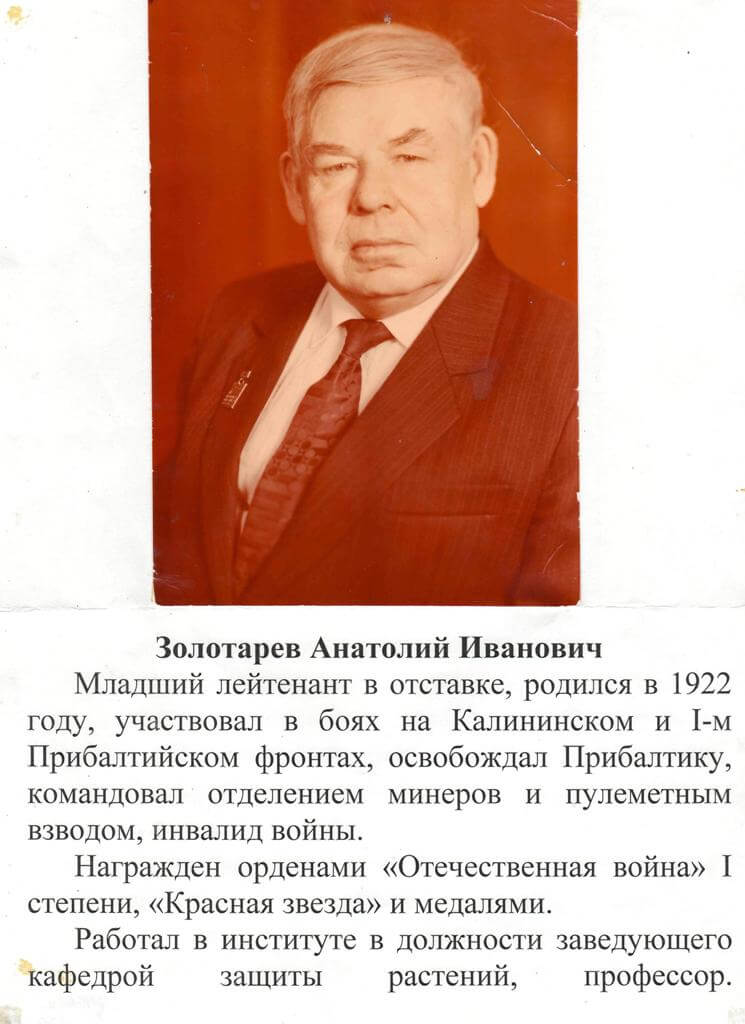 Золотарев Анатолий Иванович
Младший лейтенант в отставке, родился в 1922
году, участвовал в боях на Калининском и I-м
Прибалтийском фронтах, освобождал Прибалтику,
командовал отделением минеров и пулеметным
взводом, инвалид войны.
Награжден орденами «Отечественная война» I
степени, «Красная звезда» и медалями.
Работал в институте в должности заведующего
кафедрой защиты растений, профессор.